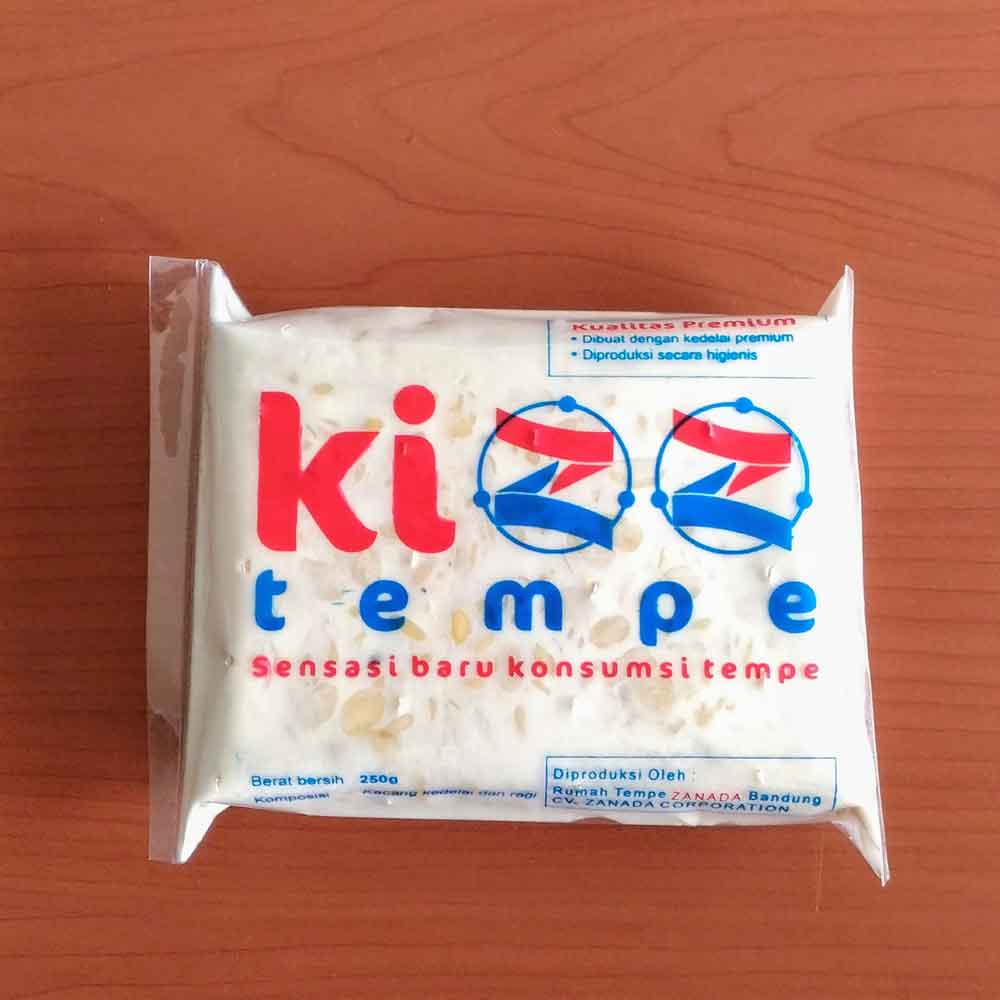 Kualitas Premium
• Dibuat dengan kedelai premium
• Diproduksi secara higienis
kizz
tempe
Sensasi baru konsumsi tempe
Berat bersih 250g
Komposisi Kacang kedelai dan ragi
Diproduksi Oleh :
Rumah Tempe ZANADA Bandung
CV. ZANADA CORPORATION